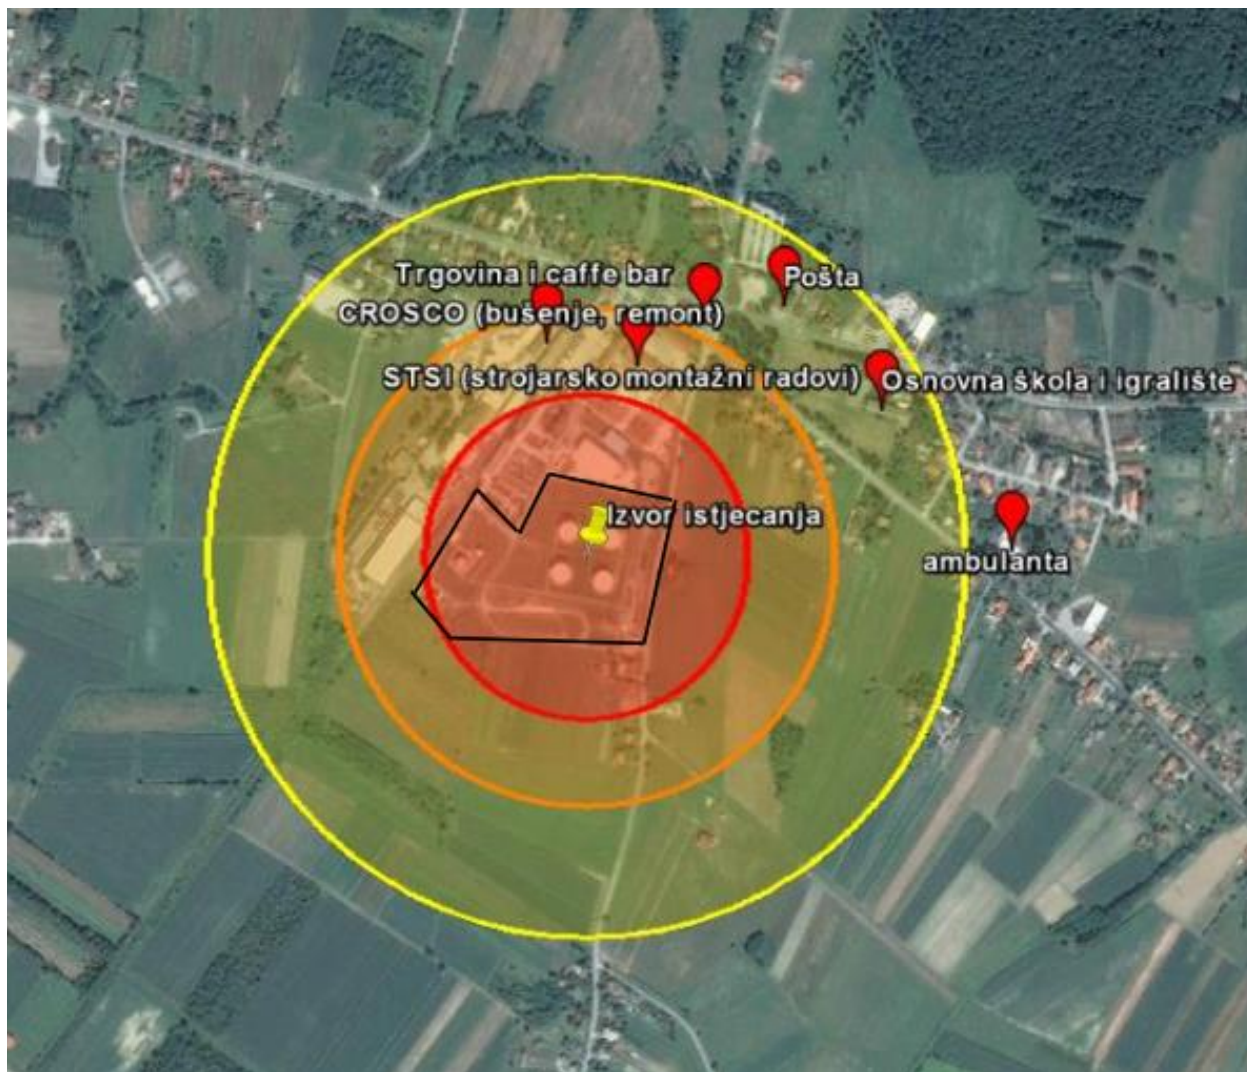 Trgovina i caffe bar
Pošta
CROSCO (bušenje, remont)
STSI (strojarsko montažni radovi)
Osnovna škola i igralište
Izvor istjecanja
ambulanta